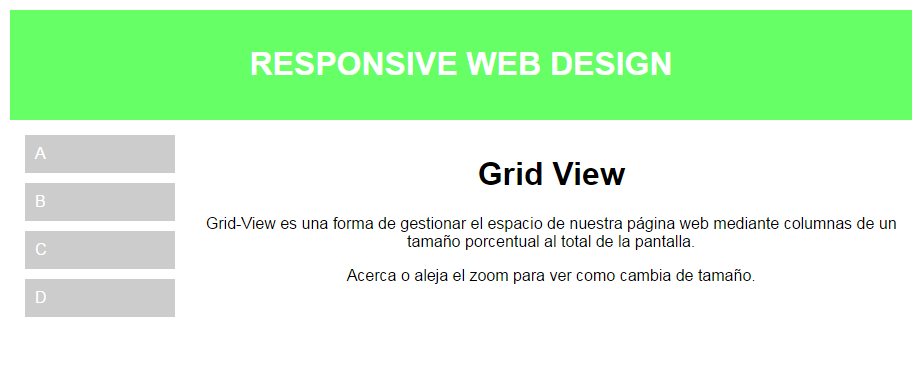 RESPONSIVE WEB DESIGN
A
B
C
D
Grid View
Grid-View es una forma de gestionar el espacio de nuestra página web mediante columnas de un
tamaño porcentual al total de la pantalla.
Acerca o aleja el zoom para ver como cambia de tamaño.